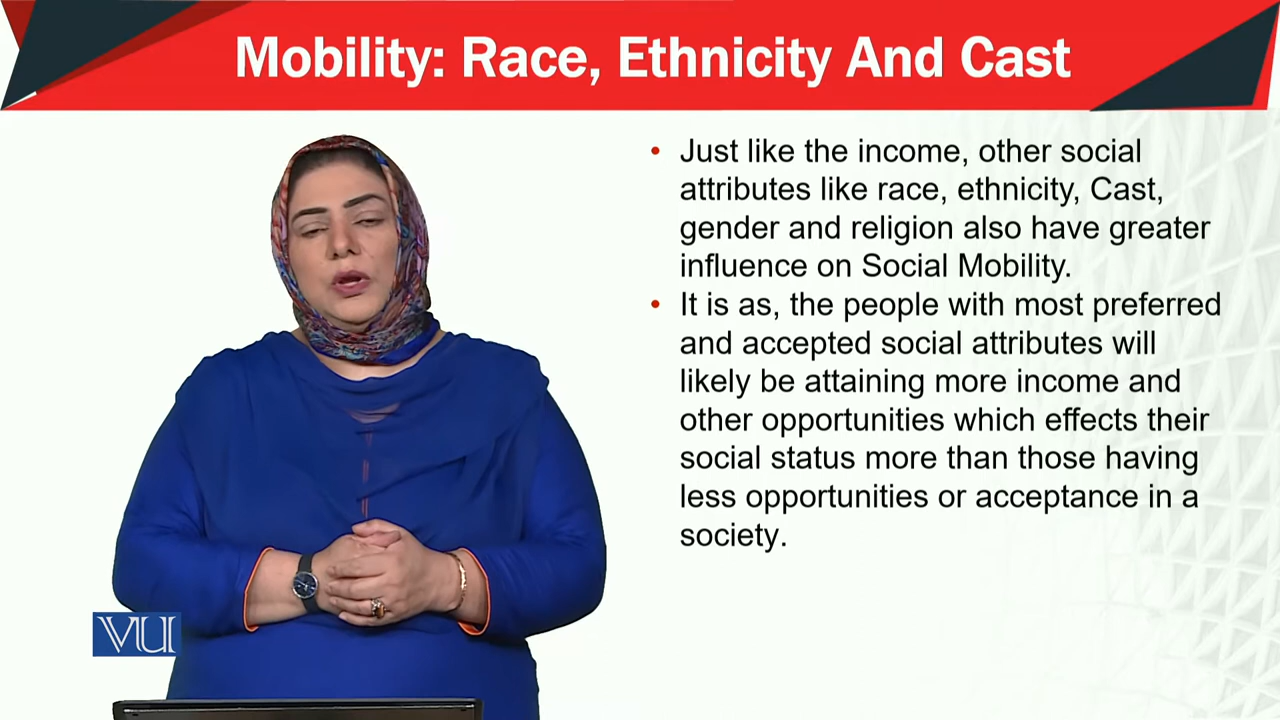 Mobility: Race, Ethnicity And Cast
• Just like the income, other social
attributes like race, ethnicity, Cast,
gender and religion also have greater
influence on Social Mobility.
• It is as, the people with most preferred
and accepted social attributes will
likely be attaining more income and
other opportunities which effects their
social status more than those having
less opportunities or acceptance in a
society.
VU